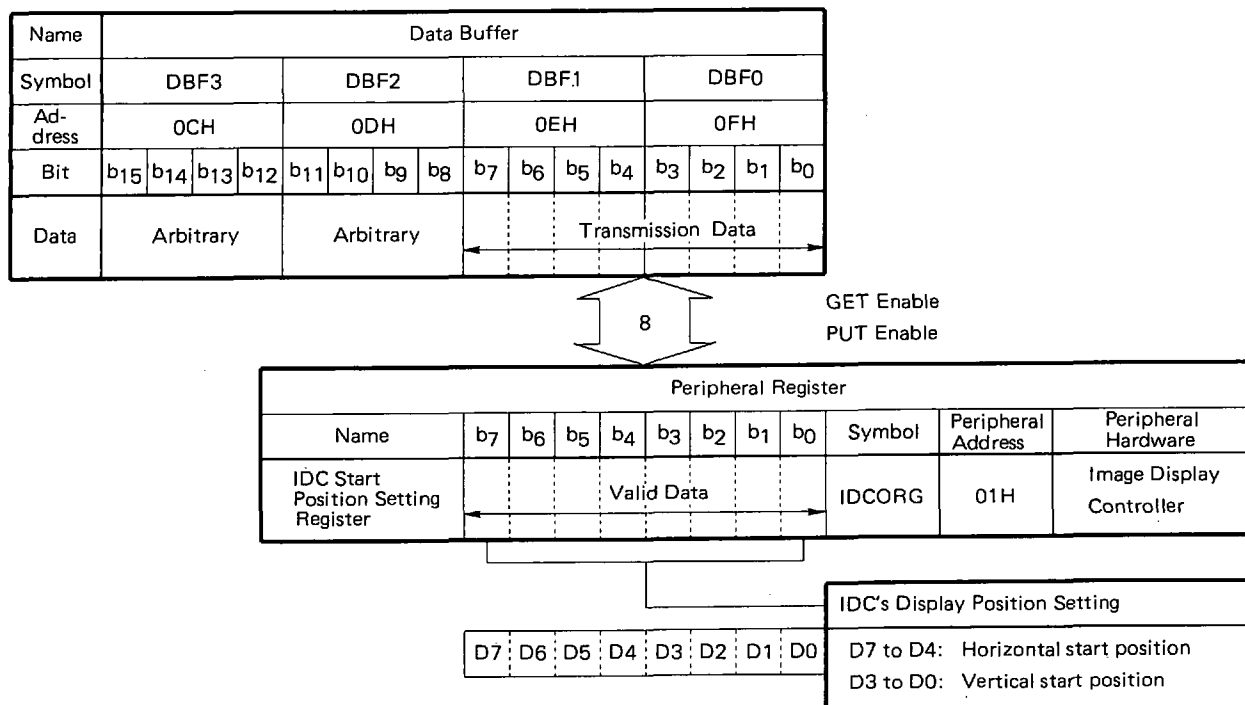 Name Data Buffer
Symbol DBF3 DBF2 DBF1 DBF0
Ad-
dress 0CH 0DH 0EH 0FH
Bit b15 b14 b13 b12 b11 b10 b9 b8 b7 b6 b5 b4 b3 b2 b1 b0
Data Arbitrary Arbitrary Transmission Data
8
GET Enable
PUT Enable
Peripheral Register
Name b7 b6 b5 b4 b3 b2 b1 b0 Symbol Peripheral Address Peripheral Hardware
IDC Start
Position Setting
Register
Valid Data
IDCORG
01H
Image Display
Controller
IDC's Display Position Setting
D7 D6 D5 D4 D3 D2 D1 D0
D7 to D4: Horizontal start position
D3 to D0: Vertical start position